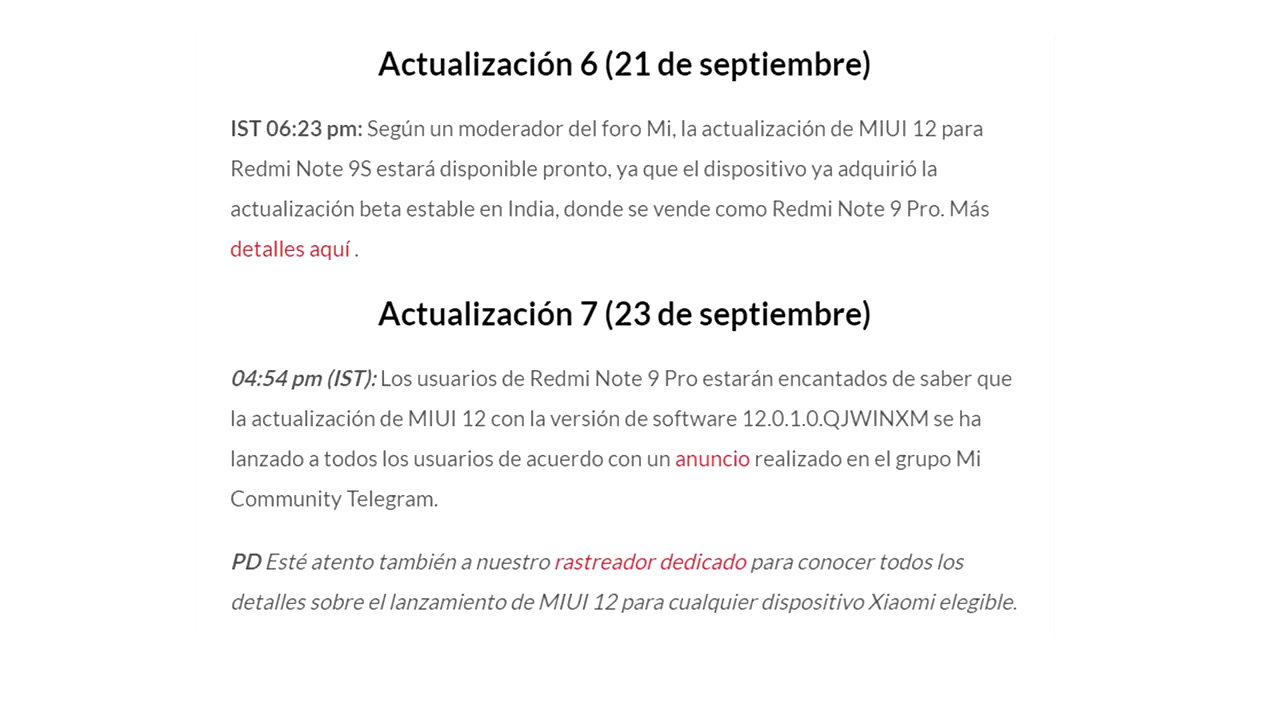 Actualización 6 (21 de septiembre)
IST 06:23 pm: Según un moderador del foro Mi, la actualización de MIUI 12 para
Redmi Note 9S estará disponible pronto, ya que el dispositivo ya adquirió la
actualización beta estable en India, donde se vende como Redmi Note 9 Pro. Más
detalles aquí .
Actualización 7 (23 de septiembre)
04:54 pm (IST): Los usuarios de Redmi Note 9 Pro estarán encantados de saber que
la actualización de MIUI 12 con la versión de software 12.0.1.0.QJWINXM se ha
lanzado a todos los usuarios de acuerdo con un anuncio realizado en el grupo Mi
Community Telegram.
PD Esté atento también a nuestro rastreador dedicado para conocer todos los
detalles sobre el lanzamiento de MIUI 12 para cualquier dispositivo Xiaomi elegible.